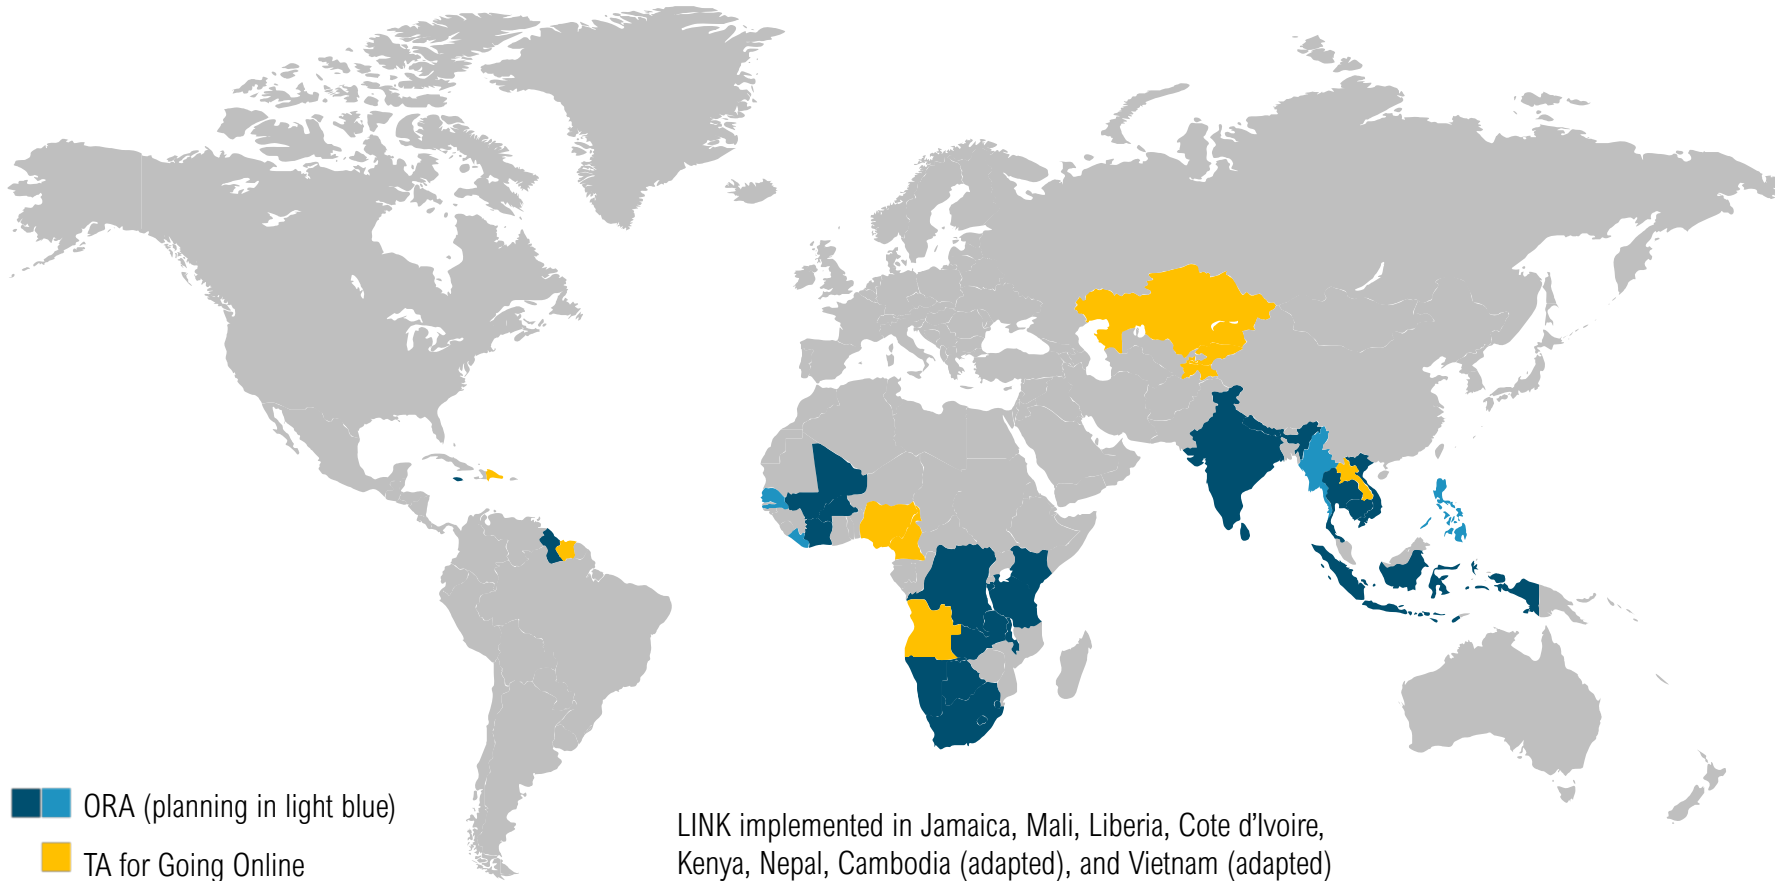 ORA (planning in light blue)
TA for Going Online
LINK implemented in Jamaica, Mali, Liberia, Cote d’Ivoire,
Kenya, Nepal, Cambodia (adapted), and Vietnam (adapted)